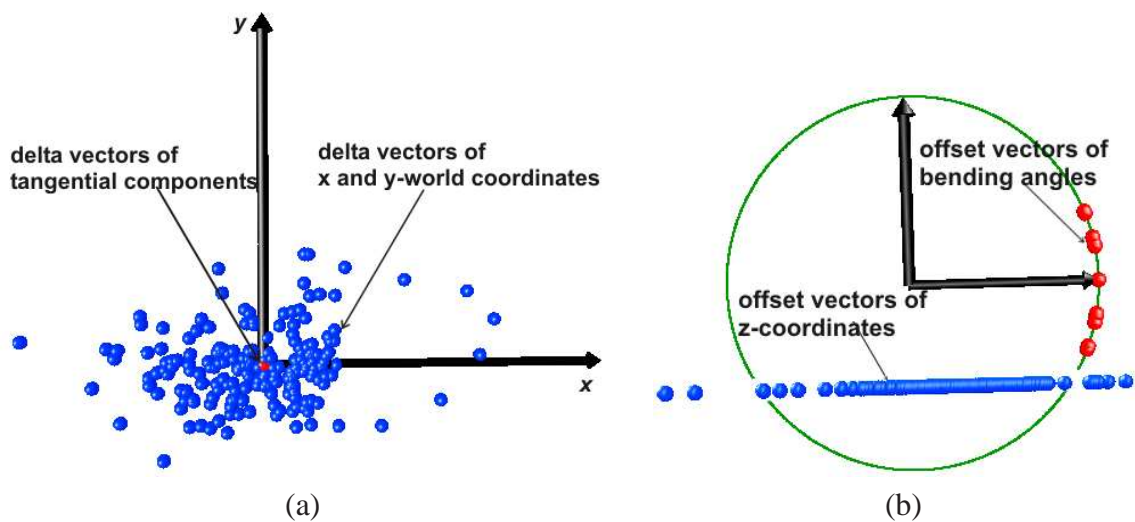 y
delta vectors of
tangential components
delta vectors of
x and y-world coordinates
x
(a)
offset vectors of
bending angles
offset vectors of
z-coordinates
(b)